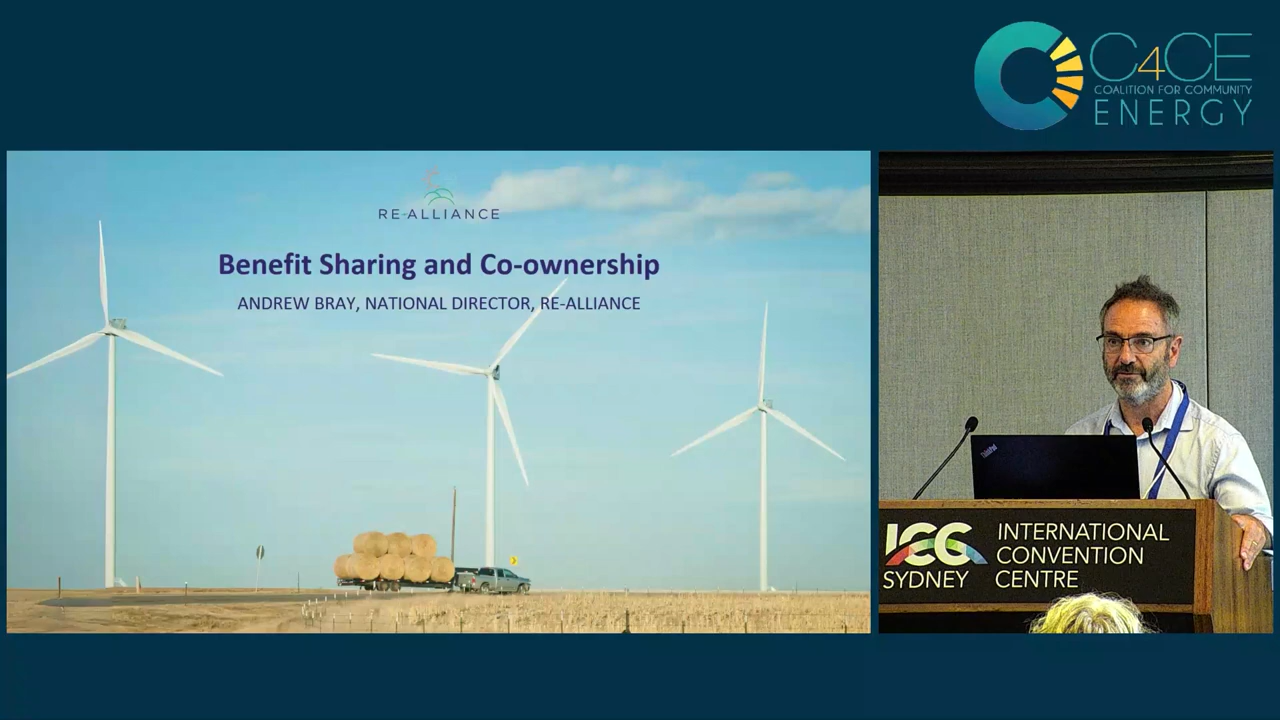 C4CE
COALITION FOR COMMUNITY
ENERGY
RE-ALLIANCE
Benefit Sharing and Co-ownership
ANDREW BRAY, NATIONAL DIRECTOR, RE-ALLIANCE
ThinkPad
ICC
SYDNEY
INTERNATIONAL
CONVENTION
CENTRE